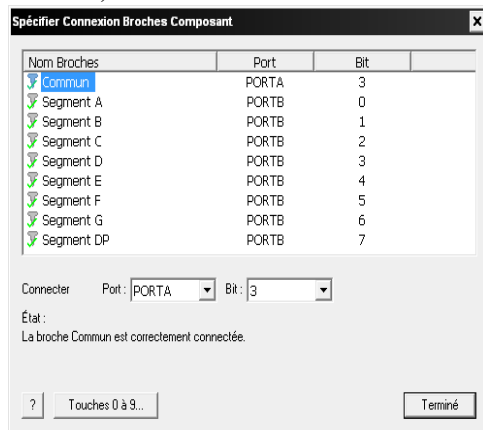 Spécifier Connexion Broches Composant
Nom Broches Port Bit
Commun PORTA 3
Segment A PORTB 0
Segment B PORTB 1
Segment C PORTB 2
Segment D PORTB 3
Segment E PORTB 4
Segment F PORTB 5
Segment G PORTB 6
Segment DP PORTB 7
Connecter Port : PORTA Bit : 3
État :
La broche Commun est correctement connectée.
? Touches 0 à 9... Terminé